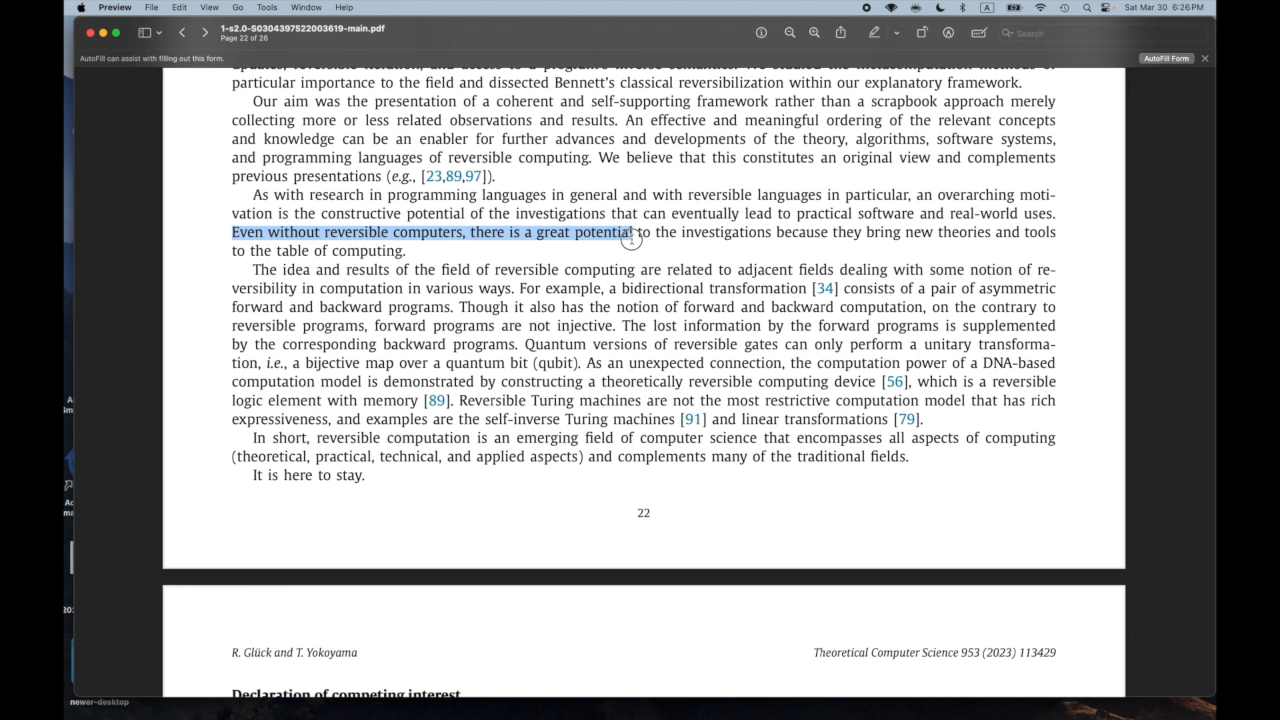 Preview File Edit View Go Tools Window Help A Sat Mar 30 6:26 PM
1-s2.0-S0304397522003619-main.pdf
Page 22 of 26
Search
AutoFill can assist with filling out this form.
AutoFill Form
particular importance to the field and dissected Bennett's classical reversibilization within our explanatory framework.
Our aim was the presentation of a coherent and self-supporting framework rather than a scrapbook approach merely
collecting more or less related observations and results. An effective and meaningful ordering of the relevant concepts
and knowledge can be an enabler for further advances and developments of the theory, algorithms, software systems,
and programming languages of reversible computing. We believe that this constitutes an original view and complements
previous presentations (e.g., [23,89,97]).
As with research in programming languages in general and with reversible languages in particular, an overarching moti-
vation is the constructive potential of the investigations that can eventually lead to practical software and real-world uses.
Even without reversible computers, there is a great potential to the investigations because they bring new theories and tools
to the table of computing.
The idea and results of the field of reversible computing are related to adjacent fields dealing with some notion of re-
versibility in computation in various ways. For example, a bidirectional transformation [34] consists of a pair of asymmetric
forward and backward programs. Though it also has the notion of forward and backward computation, on the contrary to
reversible programs, forward programs are not injective. The lost information by the forward programs is supplemented
by the corresponding backward programs. Quantum versions of reversible gates can only perform a unitary transforma-
tion, i.e., a bijective map over a quantum bit (qubit). As an unexpected connection, the computation power of a DNA-based
computation model is demonstrated by constructing a theoretically reversible computing device [56], which is a reversible
logic element with memory [89]. Reversible Turing machines are not the most restrictive computation model that has rich
expressiveness, and examples are the self-inverse Turing machines [91] and linear transformations [79].
In short, reversible computation is an emerging field of computer science that encompasses all aspects of computing
(theoretical, practical, technical, and applied aspects) and complements many of the traditional fields.
It is here to stay.
22
R. Glück and T. Yokoyama
Theoretical Computer Science 953 (2023) 113429
Declaration of competing interest
newer-desktop